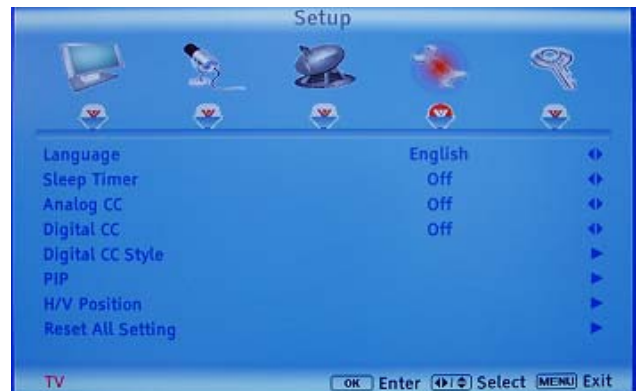 Setup
Language English
Sleep Timer Off
Analog CC Off
Digital CC Off
Digital CC Style
PIP
H/V Position
Reset All Setting
TV OK Enter Select MENU Exit